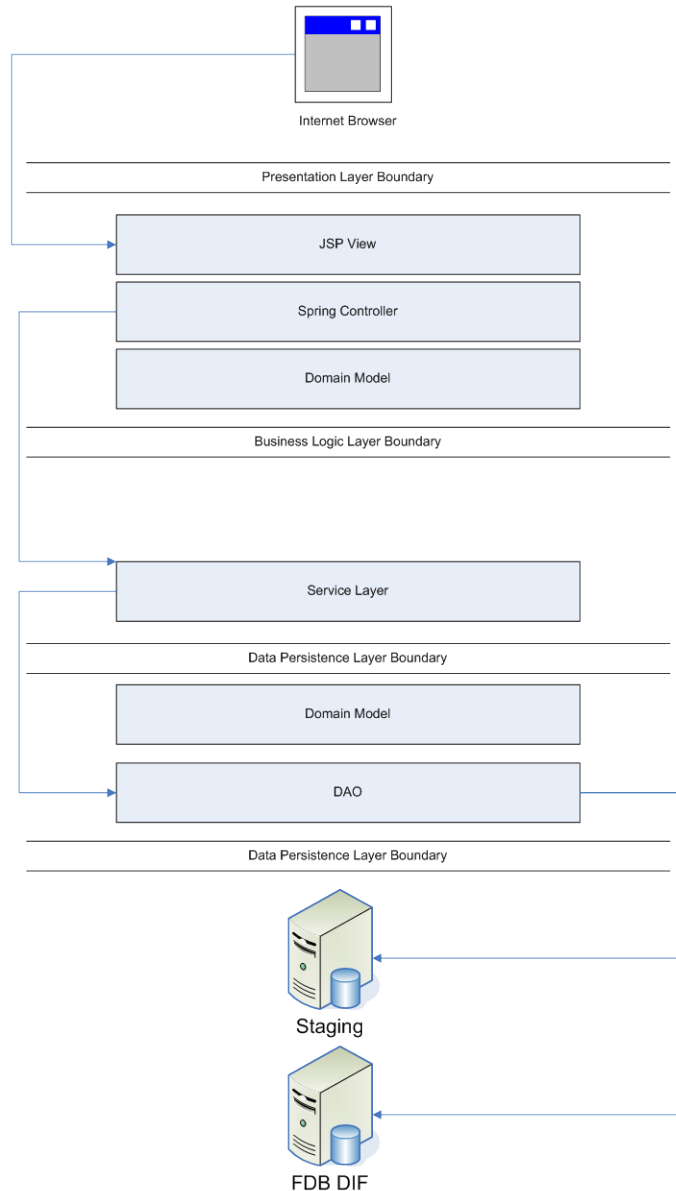 Internet Browser
Presentation Layer Boundary
JSP View
Spring Controller
Domain Model
Business Logic Layer Boundary
Service Layer
Data Persistence Layer Boundary
Domain Model
DAO
Data Persistence Layer Boundary
Staging
FDB DIF